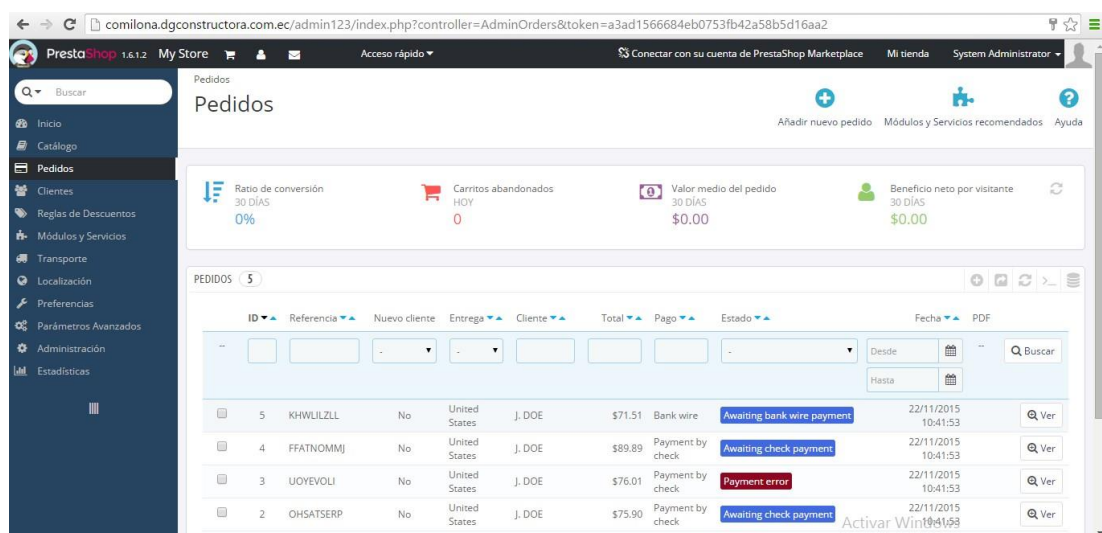 comilona.dgconstructora.com.ec/admin123/index.php?controller=AdminOrders&token=a3ad1566684eb0753fb42a58b5d16aa2
PrestaShop 1.6.1.2 My Store Acceso rápido Conectar con su cuenta de PrestaShop Marketplace Mi tienda System Administrator
Buscar
Inicio
Catálogo
Pedidos
Clientes
Reglas de Descuentos
Módulos y Servicios
Transporte
Localización
Preferencias
Parámetros Avanzados
Administración
Estadísticas
Pedidos
Pedidos
Añadir nuevo pedido Módulos y Servicios recomendados Ayuda
Ratio de conversión
30 DÍAS
0%
Carritos abandonados
HOY
0
Valor medio del pedido
30 DÍAS
$0.00
Beneficio neto por visitante
30 DÍAS
$0.00
PEDIDOS 5
ID Referencia Nuevo cliente Entrega Cliente Total Pago Estado Fecha PDF
-- - - - Desde -- Buscar
Hasta
5 KHWLILZLL No United States J. DOE $71.51 Bank wire Awaiting bank wire payment 22/11/2015 10:41:53 Ver
4 FFATNOMMJ No United States J. DOE $89.89 Payment by check Awaiting check payment 22/11/2015 10:41:53 Ver
3 UOYEVOLI No United States J. DOE $76.01 Payment by check Payment error 22/11/2015 10:41:53 Ver
2 OHSATSERP No United States J. DOE $75.90 Payment by check Awaiting check payment 22/11/2015 10:41:53 Ver
Activar Windows